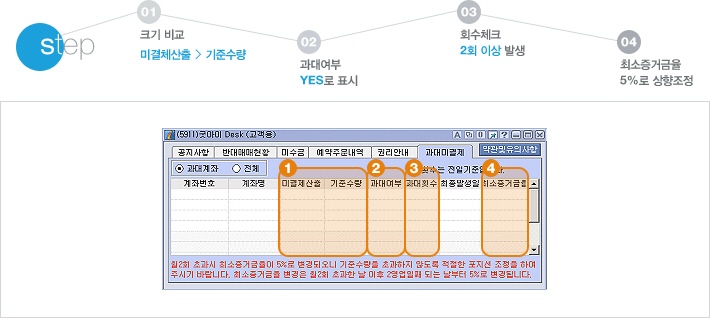 step
01
크기 비교
미결제산출 > 기준수량
02
과대여부
YES로 표시
03
회수체크
2회 이상 발생
04
최소증거금율
5%로 상향조정
(5911)굿아이 Desk (고객용)
공지사항 반대매매현황 미수금 예약주문내역 권리안내 과대미결제 약관및유의사항
과대계좌 전체 횟수는 전일기준입니다.
1 2 3 4
계좌번호 계좌명 미결제산출 기준수량 과대여부 과대횟수 최종발생일 최소증거금율
월2회 초과시 최소증거금율이 5%로 변경되오니 기준수량을 초과하지 않도록 적절한 포지션 조정을 하여
주시기 바랍니다. 최소증거금율 변경은 월2회 초과한 날 이후 2영업일째 되는 날부터 5%로 변경됩니다.